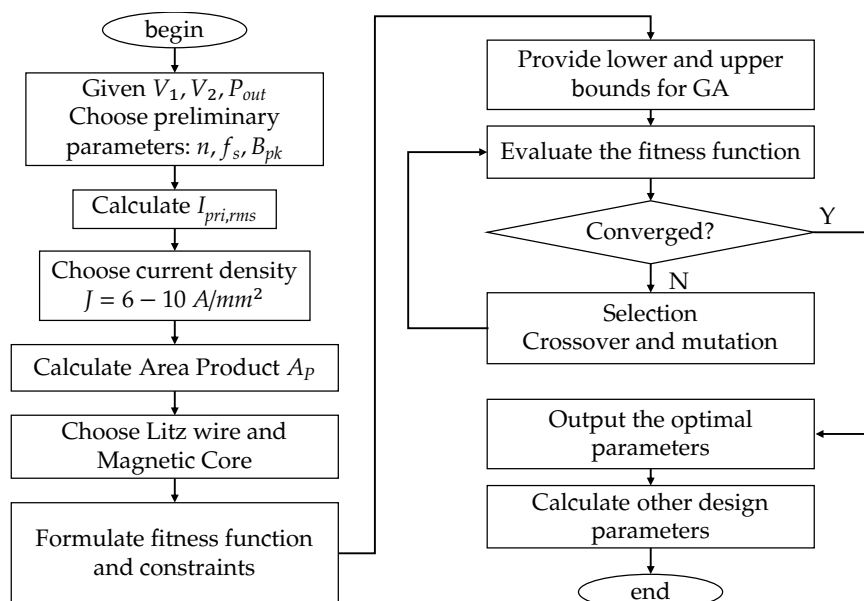 begin
Given V₁, V₂, Pₒᵤₜ
Choose preliminary
parameters: n, fₛ, B_pk
Calculate I_pri,rms
Choose current density
J = 6 − 10 A/mm²
Calculate Area Product A_P
Choose Litz wire and
Magnetic Core
Formulate fitness function
and constraints
Provide lower and upper
bounds for GA
Evaluate the fitness function
Converged?
Y
N
Selection
Crossover and mutation
Output the optimal
parameters
Calculate other design
parameters
end